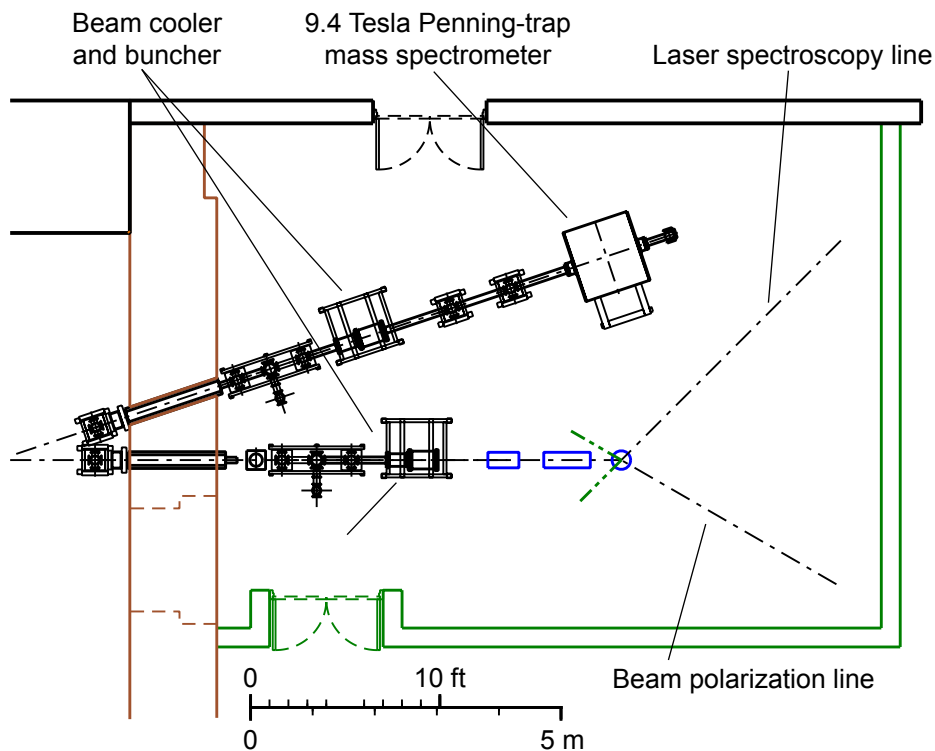 Beam cooler
and buncher
9.4 Tesla Penning-trap
mass spectrometer
Laser spectroscopy line
Beam polarization line
0
10 ft
0
5 m